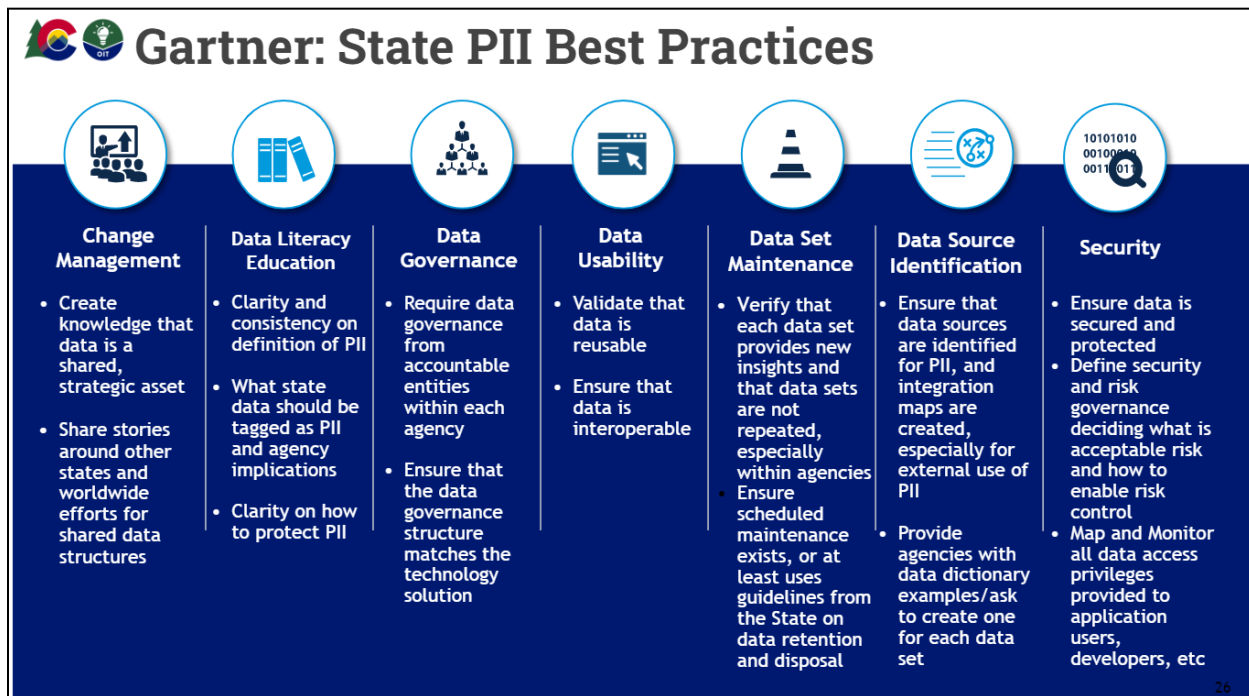 OIT
Gartner: State PII Best Practices
10101010
00100010
001100111
Change
Management
• Create
knowledge that
data is a
shared,
strategic asset
• Share stories
around other
states and
worldwide
efforts for
shared data
structures
Data Literacy
Education
• Clarity and
consistency on
definition of PII
• What state
data should be
tagged as PII
and agency
implications
• Clarity on how
to protect PII
Data
Governance
• Require data
governance
from
accountable
entities
within each
agency
• Ensure that
the data
governance
structure
matches the
technology
solution
Data
Usability
• Validate that
data is
reusable
• Ensure that
data is
interoperable
Data Set
Maintenance
• Verify that
each data set
provides new
insights and
that data sets
are not
repeated,
especially
within agencies
• Ensure
scheduled
maintenance
exists, or at
least uses
guidelines from
the State on
data retention
and disposal
Data Source
Identification
• Ensure that
data sources
are identified
for PII, and
integration
maps are
created,
especially for
external use of
PII
• Provide
agencies with
data dictionary
examples/ask
to create one
for each data
set
Security
• Ensure data is
secured and
protected
• Define security
and risk
governance
deciding what is
acceptable risk
and how to
enable risk
control
• Map and Monitor
all data access
privileges
provided to
application
users,
developers, etc
26